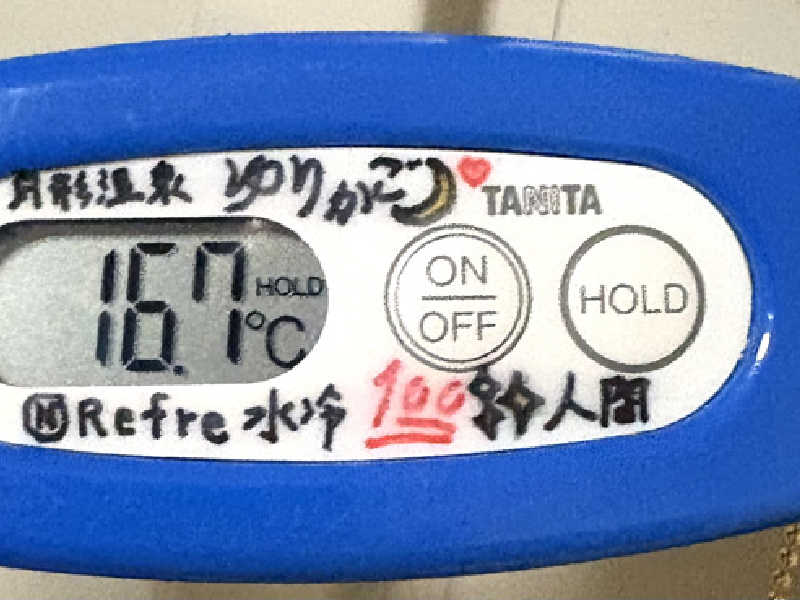 月形温泉 ゆりかご TANITA
16.7 °C HOLD
ON
OFF
HOLD
Ⓝ Refre 水冷 100 人間